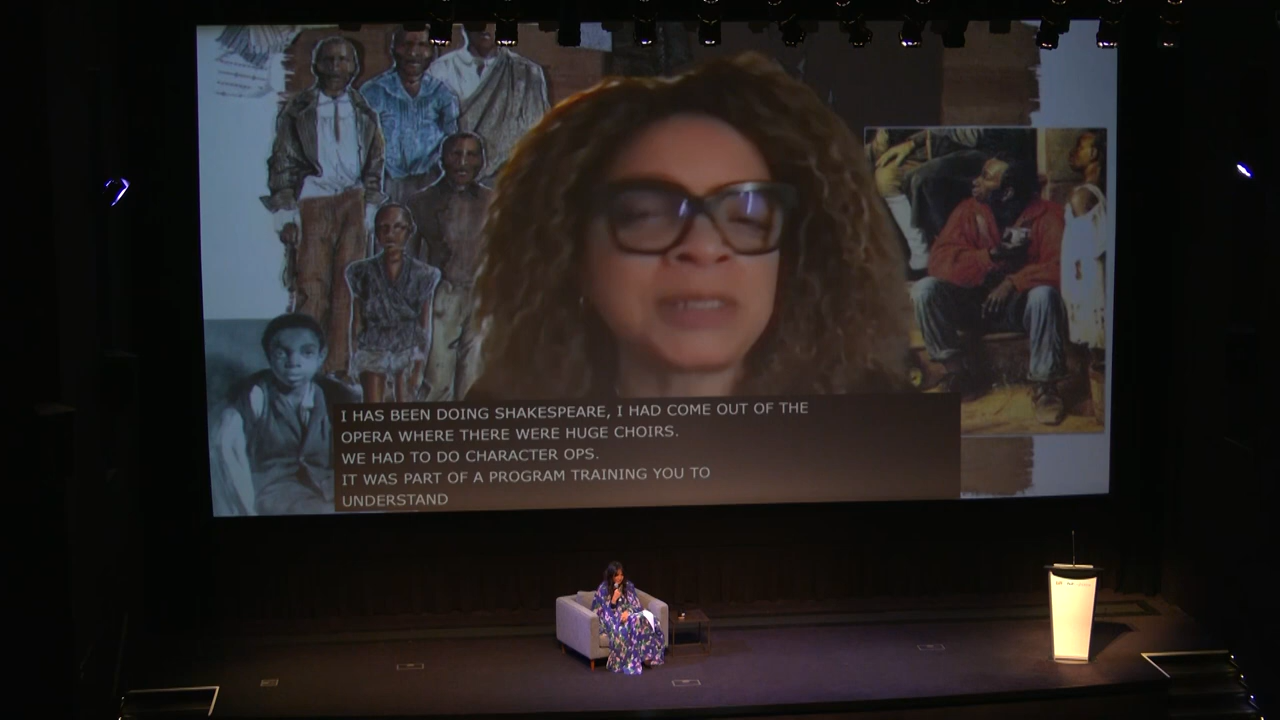 I HAS BEEN DOING SHAKESPEARE, I HAD COME OUT OF THE
OPERA WHERE THERE WERE HUGE CHOIRS.
WE HAD TO DO CHARACTER OPS.
IT WAS PART OF A PROGRAM TRAINING YOU TO
UNDERSTAND